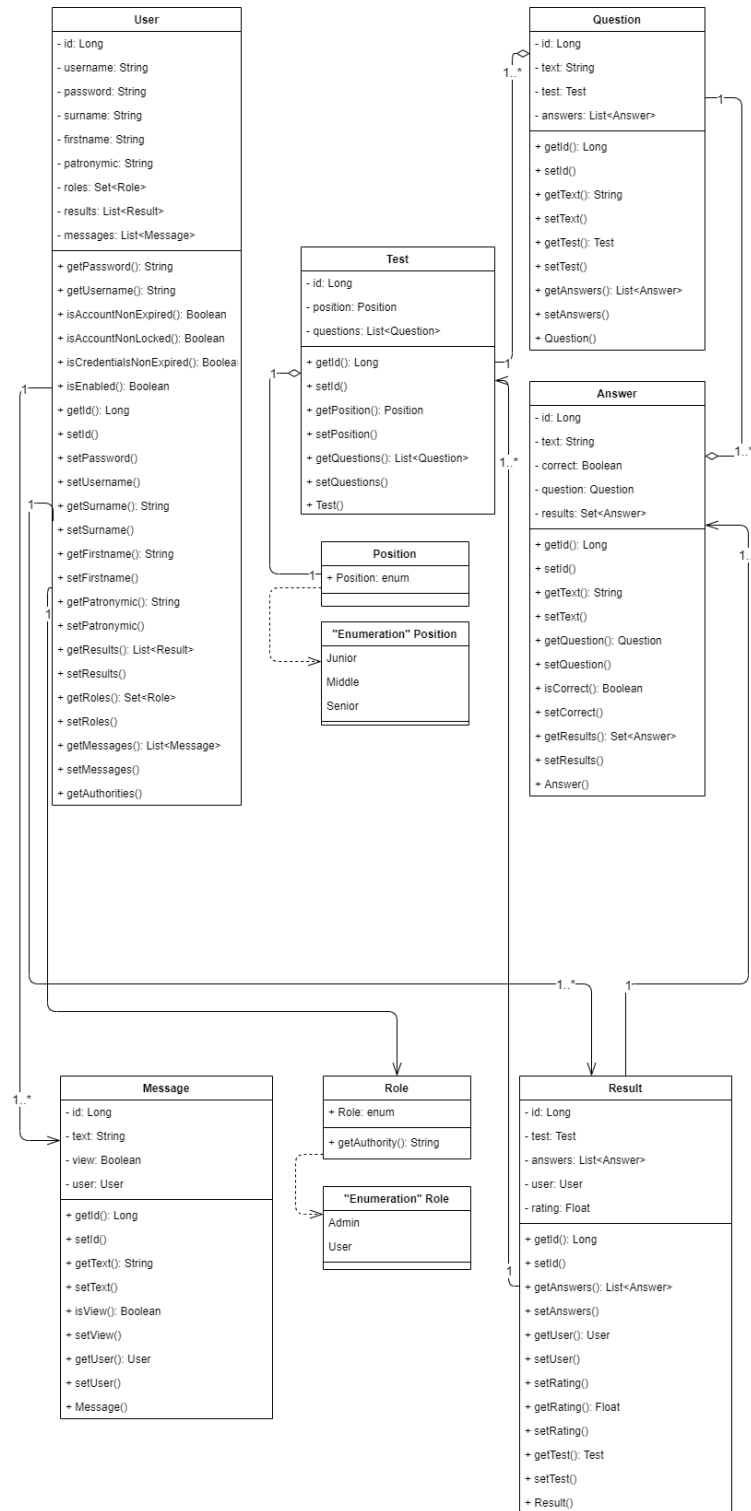 User
- id: Long
- username: String
- password: String
- surname: String
- firstname: String
- patronymic: String
- roles: Set<Role>
- results: List<Result>
- messages: List<Message>
+ getPassword(): String
+ getUsername(): String
+ isAccountNonExpired(): Boolean
+ isAccountNonLocked(): Boolean
+ isCredentialsNonExpired(): Boolea
+ isEnabled(): Boolean
+ getId(): Long
+ setId()
+ setPassword()
+ setUsername()
+ getSurname(): String
+ setSurname()
+ getFirstname(): String
+ setFirstname()
+ getPatronymic(): String
+ setPatronymic()
+ getResults(): List<Result>
+ setResults()
+ getRoles(): Set<Role>
+ setRoles()
+ getMessages(): List<Message>
+ setMessages()
+ getAuthorities()
1
1
1
Test
- id: Long
- position: Position
- questions: List<Question>
+ getId(): Long
+ setId()
+ getPosition(): Position
+ setPosition()
+ getQuestions(): List<Question>
+ setQuestions()
+ Test()
1
1
1..*
1
1..*
Position
+ Position: enum
"Enumeration" Position
Junior
Middle
Senior
Question
- id: Long
- text: String
- test: Test
- answers: List<Answer>
+ getId(): Long
+ setId()
+ getText(): String
+ setText()
+ getTest(): Test
+ setTest()
+ getAnswers(): List<Answer>
+ setAnswers()
+ Question()
1
1..*
Answer
- id: Long
- text: String
- correct: Boolean
- question: Question
- results: Set<Answer>
+ getId(): Long
+ setId()
+ getText(): String
+ setText()
+ getQuestion(): Question
+ setQuestion()
+ isCorrect(): Boolean
+ setCorrect()
+ getResults(): Set<Answer>
+ setResults()
+ Answer()
1..
1..*
1
1..*
Message
- id: Long
- text: String
- view: Boolean
- user: User
+ getId(): Long
+ setId()
+ getText(): String
+ setText()
+ isView(): Boolean
+ setView()
+ getUser(): User
+ setUser()
+ Message()
Role
+ Role: enum
+ getAuthority(): String
"Enumeration" Role
Admin
User
1
Result
- id: Long
- test: Test
- answers: List<Answer>
- user: User
- rating: Float
+ getId(): Long
+ setId()
+ getAnswers(): List<Answer>
+ setAnswers()
+ getUser(): User
+ setUser()
+ setRating()
+ getRating(): Float
+ setRating()
+ getTest(): Test
+ setTest()
+ Result()